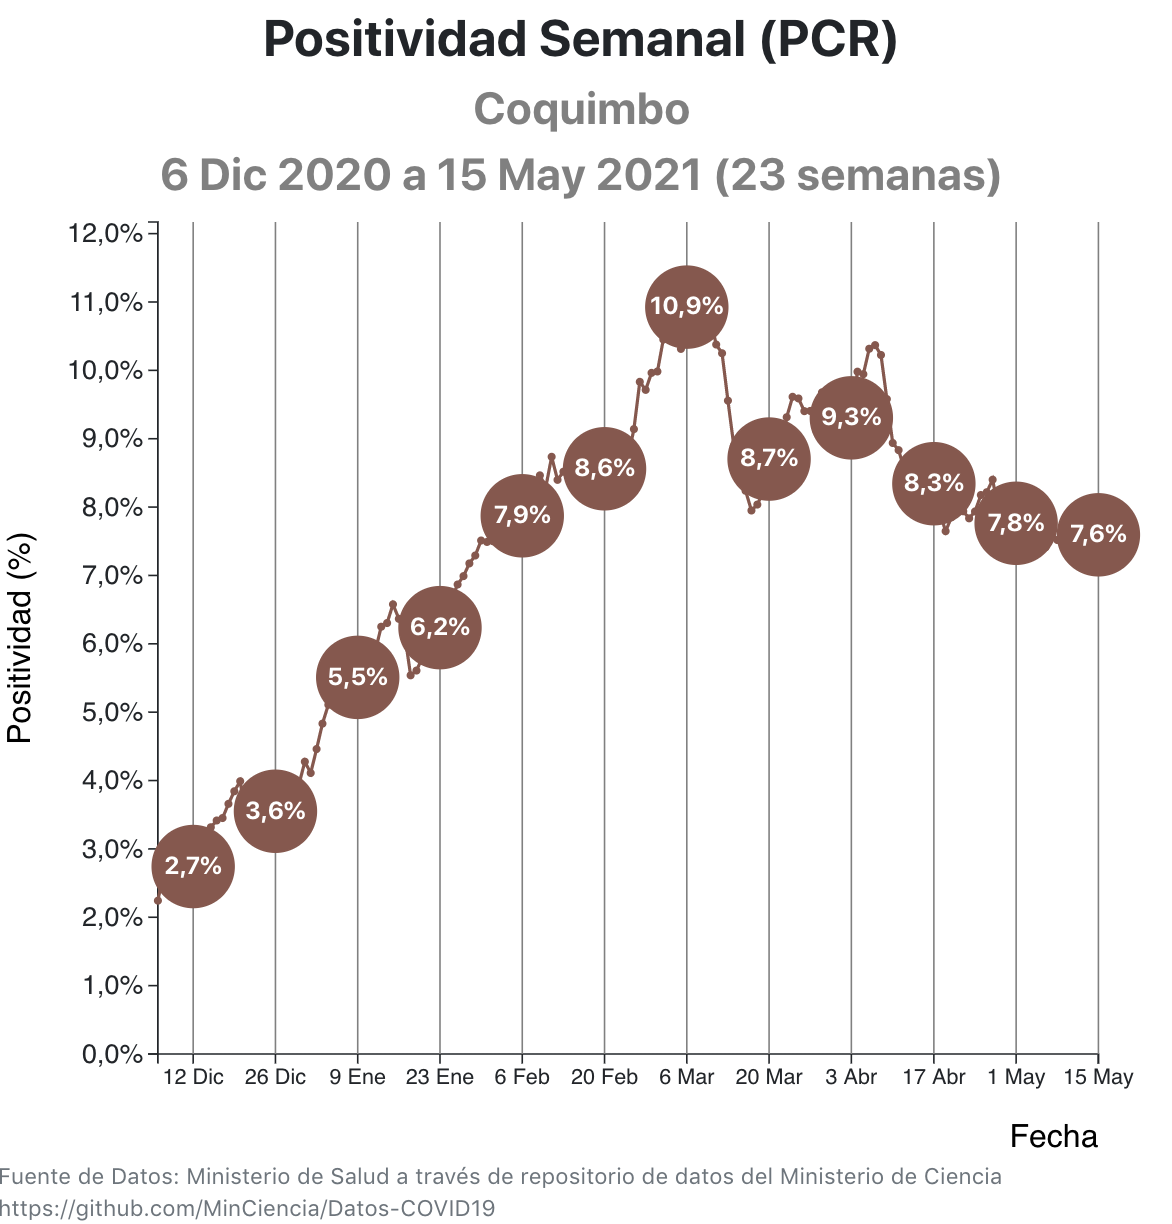 Positividad Semanal (PCR)
Coquimbo
6 Dic 2020 a 15 May 2021 (23 semanas)
12,0%
11,0%
10,0%
9,0%
8,0%
7,0%
6,0%
5,0%
4,0%
3,0%
2,0%
1,0%
0,0%
Positividad (%)
2,7%
3,6%
5,5%
6,2%
7,9%
8,6%
10,9%
8,7%
9,3%
8,3%
7,8%
7,6%
12 Dic
26 Dic
9 Ene
23 Ene
6 Feb
20 Feb
6 Mar
20 Mar
3 Abr
17 Abr
1 May
15 May
Fecha
Fuente de Datos: Ministerio de Salud a través de repositorio de datos del Ministerio de Ciencia
https://github.com/MinCiencia/Datos-COVID19